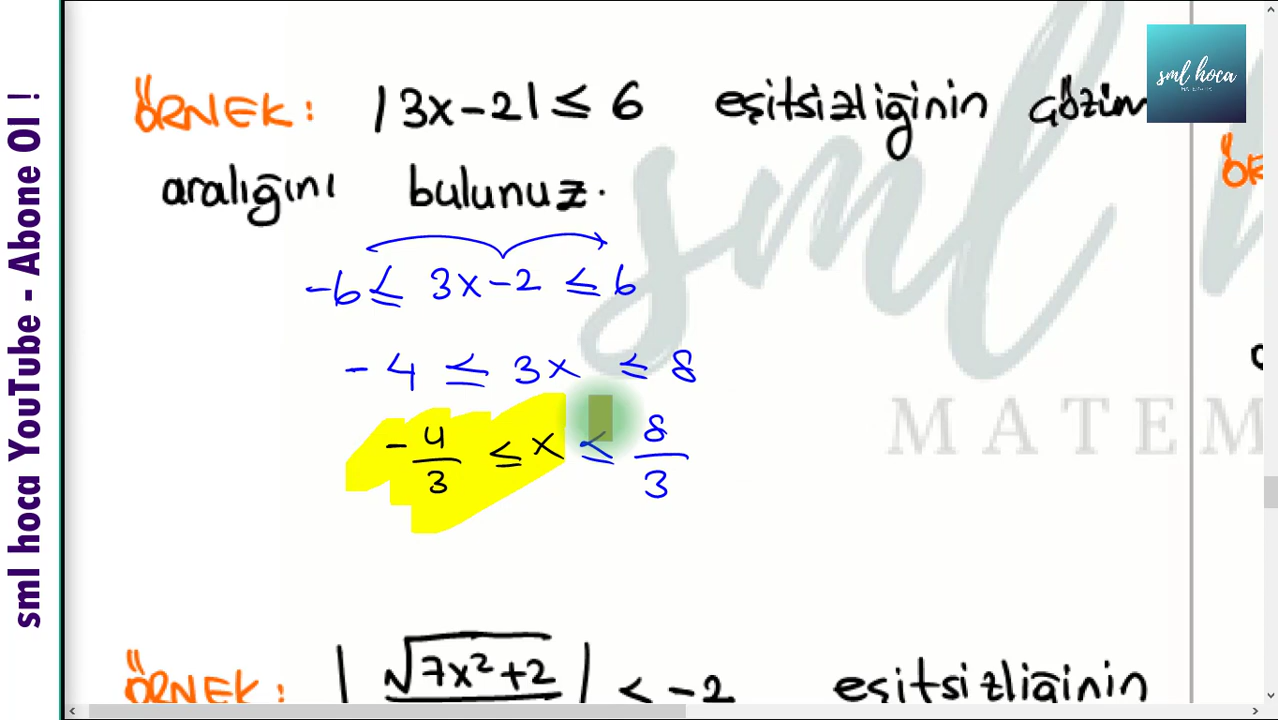 sml hoca YouTube - Abone Ol !
sml hoca
ÖRNEK: |3x-2| ≤ 6 eşitsizliğinin çözüm
aralığını bulunuz.
-6 ≤ 3x-2 ≤ 6
-4 ≤ 3x ≤ 8
-4/3 ≤ x ≤ 8/3
sml
MATEM
ÖRNEK: |√7x²+2| < -2 eşitsizliğinin